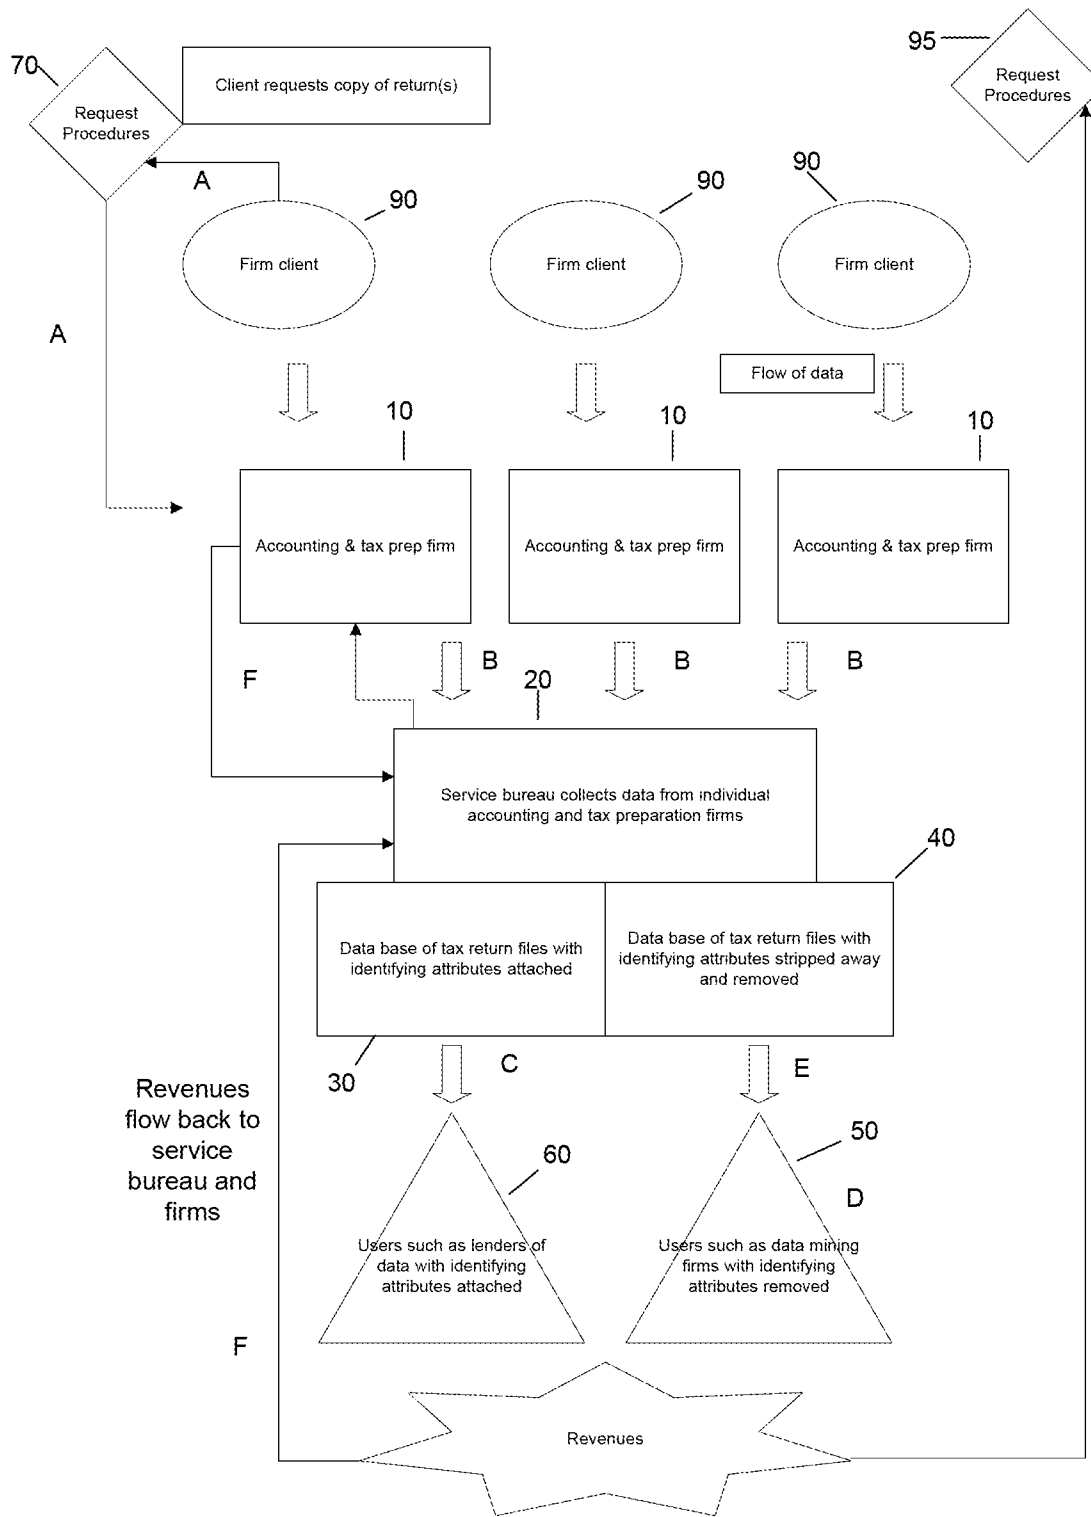 95
Request
Procedures
70
Request
Procedures
Client requests copy of return(s)
A
90
90
90
Firm client
Firm client
Firm client
A
Flow of data
10
10
10
Accounting & tax prep firm
Accounting & tax prep firm
Accounting & tax prep firm
F
B
B
B
20
Service bureau collects data from individual
accounting and tax preparation firms
40
Data base of tax return files with
identifying attributes attached
Data base of tax return files with
identifying attributes stripped away
and removed
30
C
E
Revenues
flow back to
service
bureau and
firms
60
50
D
Users such as lenders of
data with identifying
attributes attached
Users such as data mining
firms with identifying
attributes removed
F
Revenues